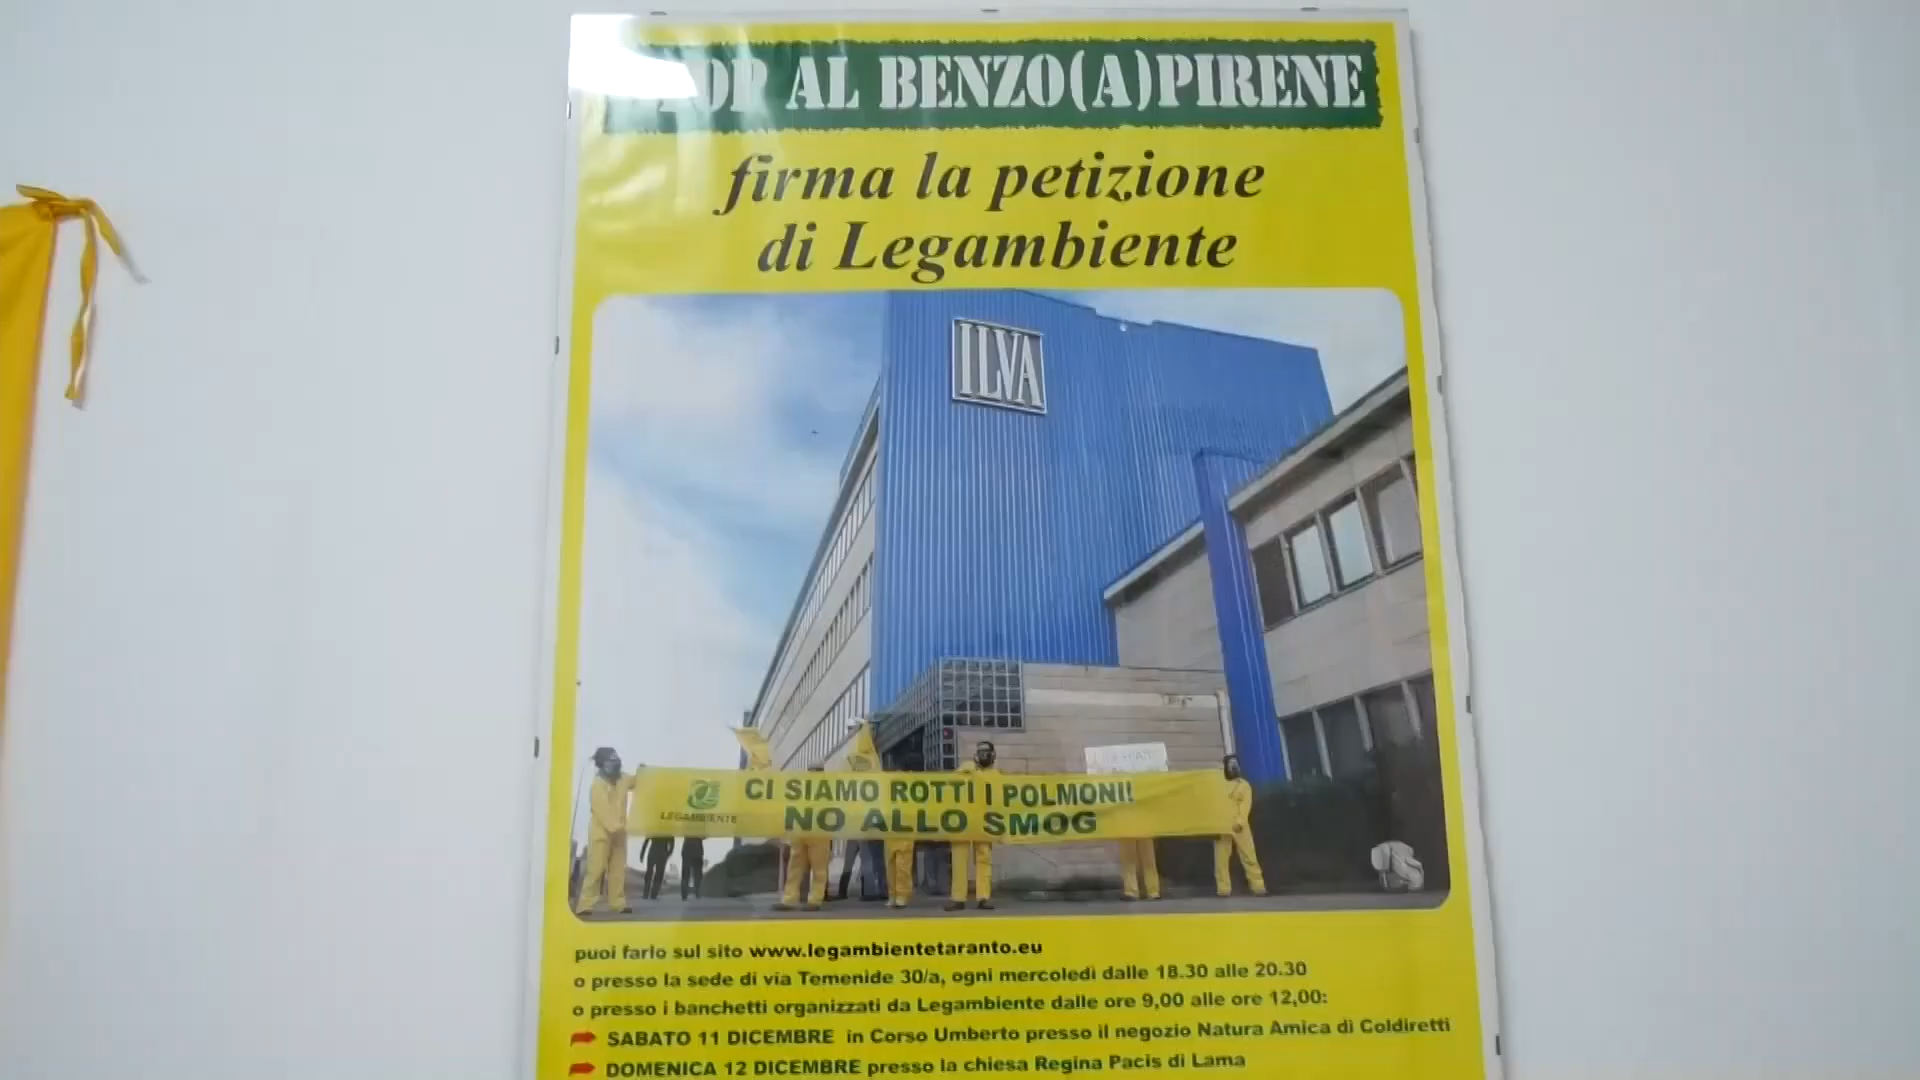 AL BENZO(A)PIRENE
firma la petizione
di Legambiente
ILVA
CI SIAMO ROTTI I POLMONI!
NO ALLO SMOG
LEGAMBIENTE
puoi farlo sul sito www.legambientetaranto.eu
o presso la sede di via Temenide 30/a, ogni mercoledì dalle 18.30 alle 20.30
o presso i banchetti organizzati da Legambiente dalle ore 9,00 alle ore 12,00:
SABATO 11 DICEMBRE in Corso Umberto presso il negozio Natura Amica di Coldiretti
DOMENICA 12 DICEMBRE presso la chiesa Regina Pacis di Lama